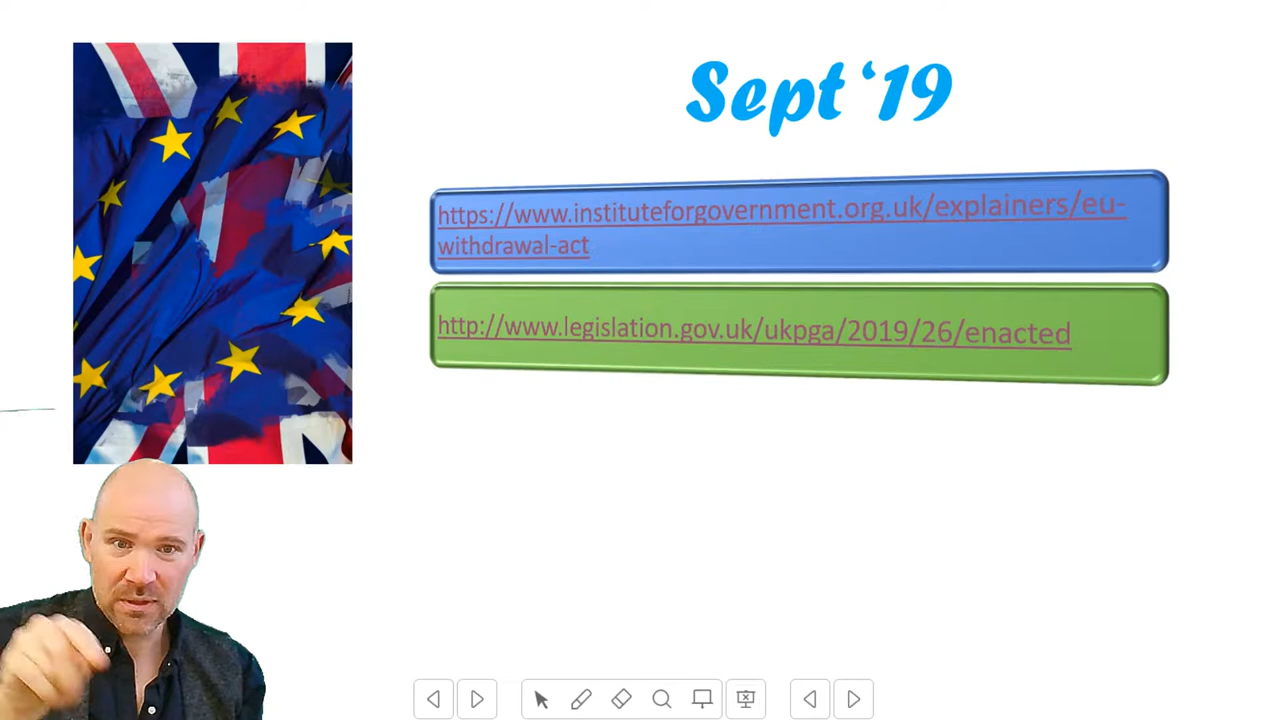 Sept ‘19
https://www.instituteforgovernment.org.uk/explainers/eu-
withdrawal-act
http://www.legislation.gov.uk/ukpga/2019/26/enacted